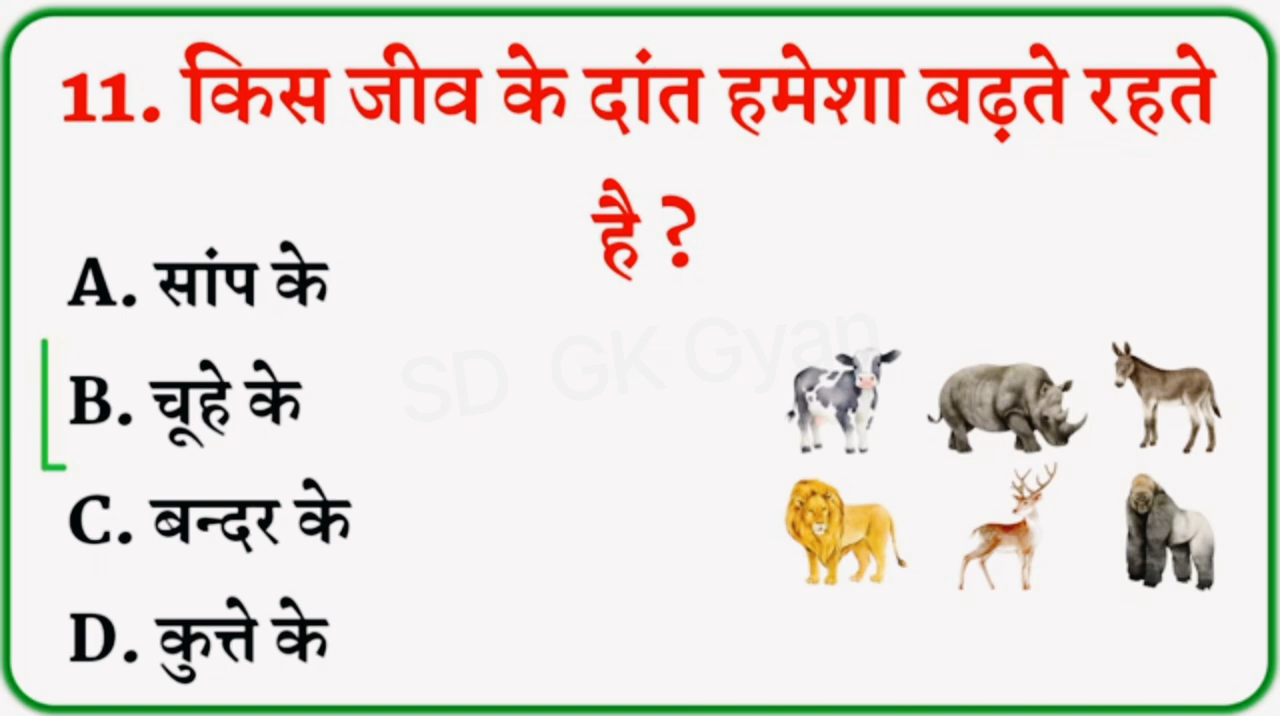 11. किस जीव के दांत हमेशा बढ़ते रहते
है ?
A. सांप के
B. चूहे के
SD GK Gyan
C. बन्दर के
D. कुत्ते के